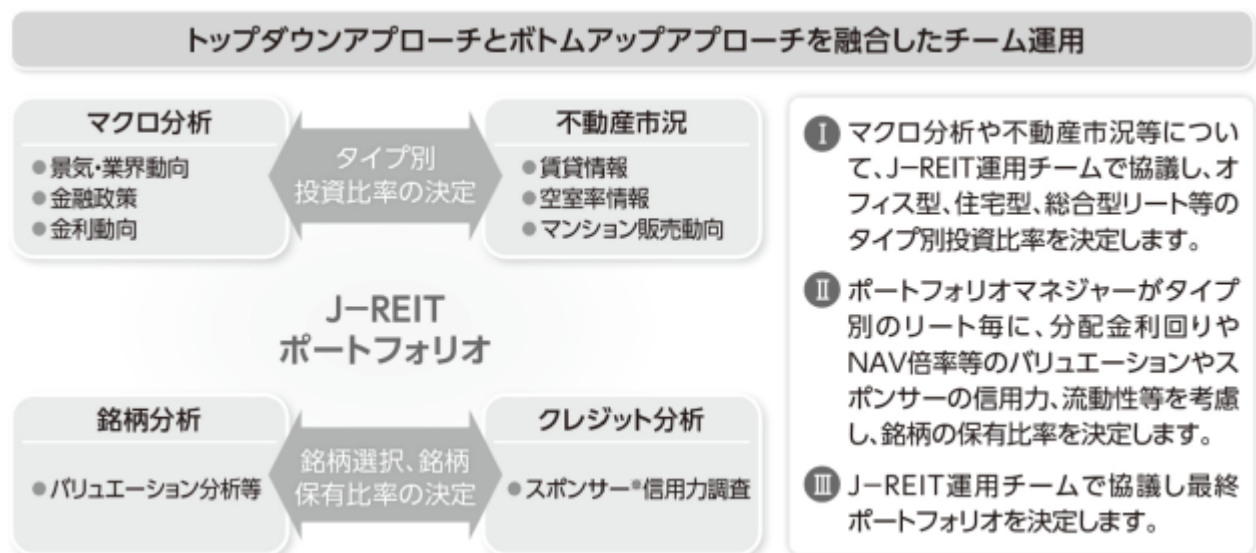 トップダウンアプローチとボトムアップアプローチを融合したチーム運用
マクロ分析
●景気・業界動向
●金融政策
●金利動向
タイプ別
投資比率の決定
不動産市況
●賃貸情報
●空室率情報
●マンション販売動向
J−REIT
ポートフォリオ
銘柄分析
●バリュエーション分析等
銘柄選択、銘柄
保有比率の決定
クレジット分析
●スポンサー※信用力調査
Ⅰ マクロ分析や不動産市況等につい
て、J−REIT運用チームで協議し、オ
フィス型、住宅型、総合型リート等の
タイプ別投資比率を決定します。
Ⅱ ポートフォリオマネジャーがタイプ
別のリート毎に、分配金利回りや
NAV倍率等のバリュエーションやス
ポンサーの信用力、流動性等を考慮
し、銘柄の保有比率を決定します。
Ⅲ J−REIT運用チームで協議し最終
ポートフォリオを決定します。